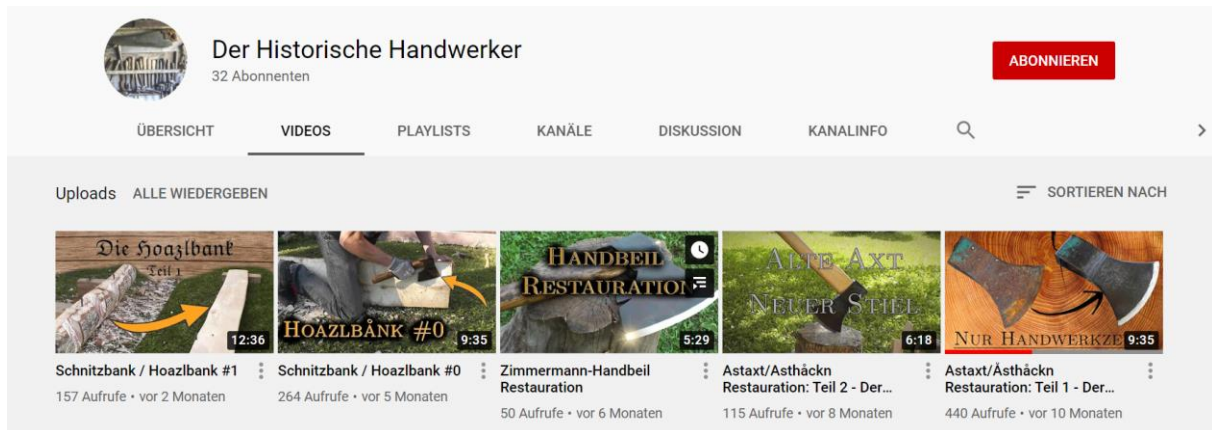 Der Historische Handwerker
32 Abonnenten
ABONNIEREN
ÜBERSICHT VIDEOS PLAYLISTS KANÄLE DISKUSSION KANALINFO
Uploads ALLE WIEDERGEBEN SORTIEREN NACH
Die Hoazlbank
Teil 1
12:36
HOAZLBÅNK #0
9:35
HANDBEIL
RESTAURATION
5:29
ALTE AXT
NEUER STIEL
6:18
NUR HANDWERKZE
9:35
Schnitzbank / Hoazlbank #1
157 Aufrufe • vor 2 Monaten
Schnitzbank / Hoazlbank #0
264 Aufrufe • vor 5 Monaten
Zimmermann-Handbeil
Restauration
50 Aufrufe • vor 6 Monaten
Astaxt/Asthåckn
Restauration: Teil 2 - Der...
115 Aufrufe • vor 8 Monaten
Astaxt/Ästhåckn
Restauration: Teil 1 - Der...
440 Aufrufe • vor 10 Monaten